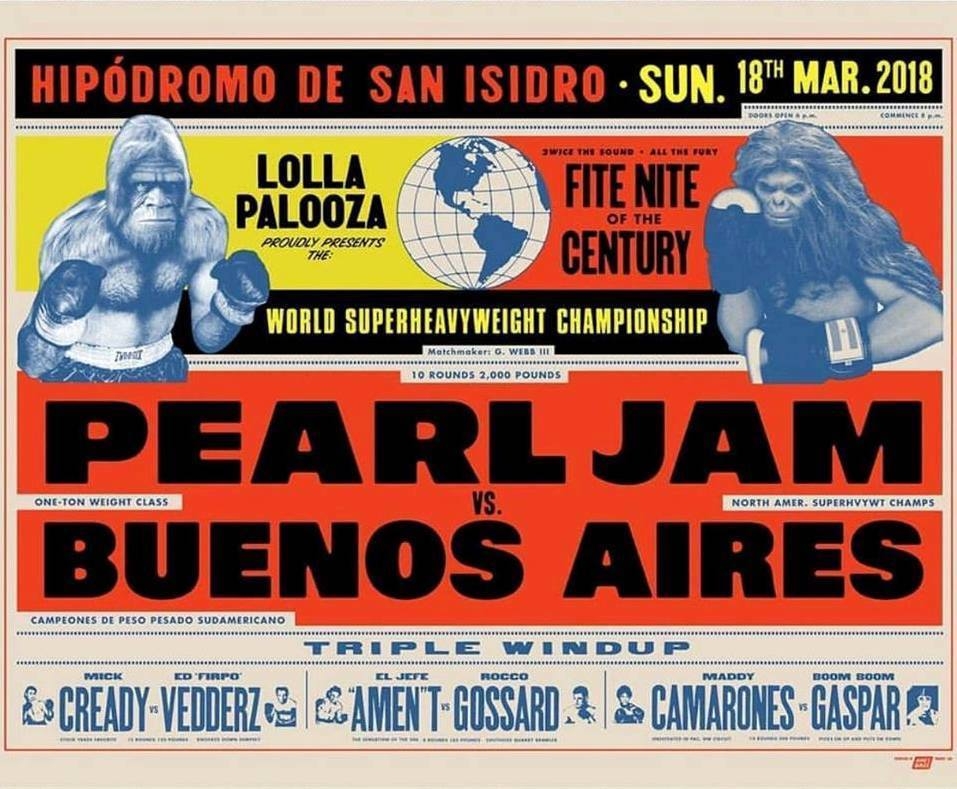 HIPÓDROMO DE SAN ISIDRO · SUN. 18TH MAR. 2018
DOORS OPEN 6 p.m. COMMENCE 8 p.m.
LOLLA
PALOOZA
PROUDLY PRESENTS
THE:
2WICE THE SOUND • ALL THE FURY
FITE NITE
OF THE
CENTURY
WORLD SUPERHEAVYWEIGHT CHAMPIONSHIP
Matchmaker: G. WEBB III
10 ROUNDS 2,000 POUNDS
PEARL JAM
ONE-TON WEIGHT CLASS
VS.
NORTH AMER. SUPERHVYWT CHAMPS
BUENOS AIRES
CAMPEONES DE PESO PESADO SUDAMERICANO
TRIPLE WINDUP
MICK ED 'FIRPO'
CREADY vs VEDDERZ
EL JEFE ROCCO
"AMEN"T vs GOSSARD
MADDY BOOM BOOM
CAMARONES vs GASPAR